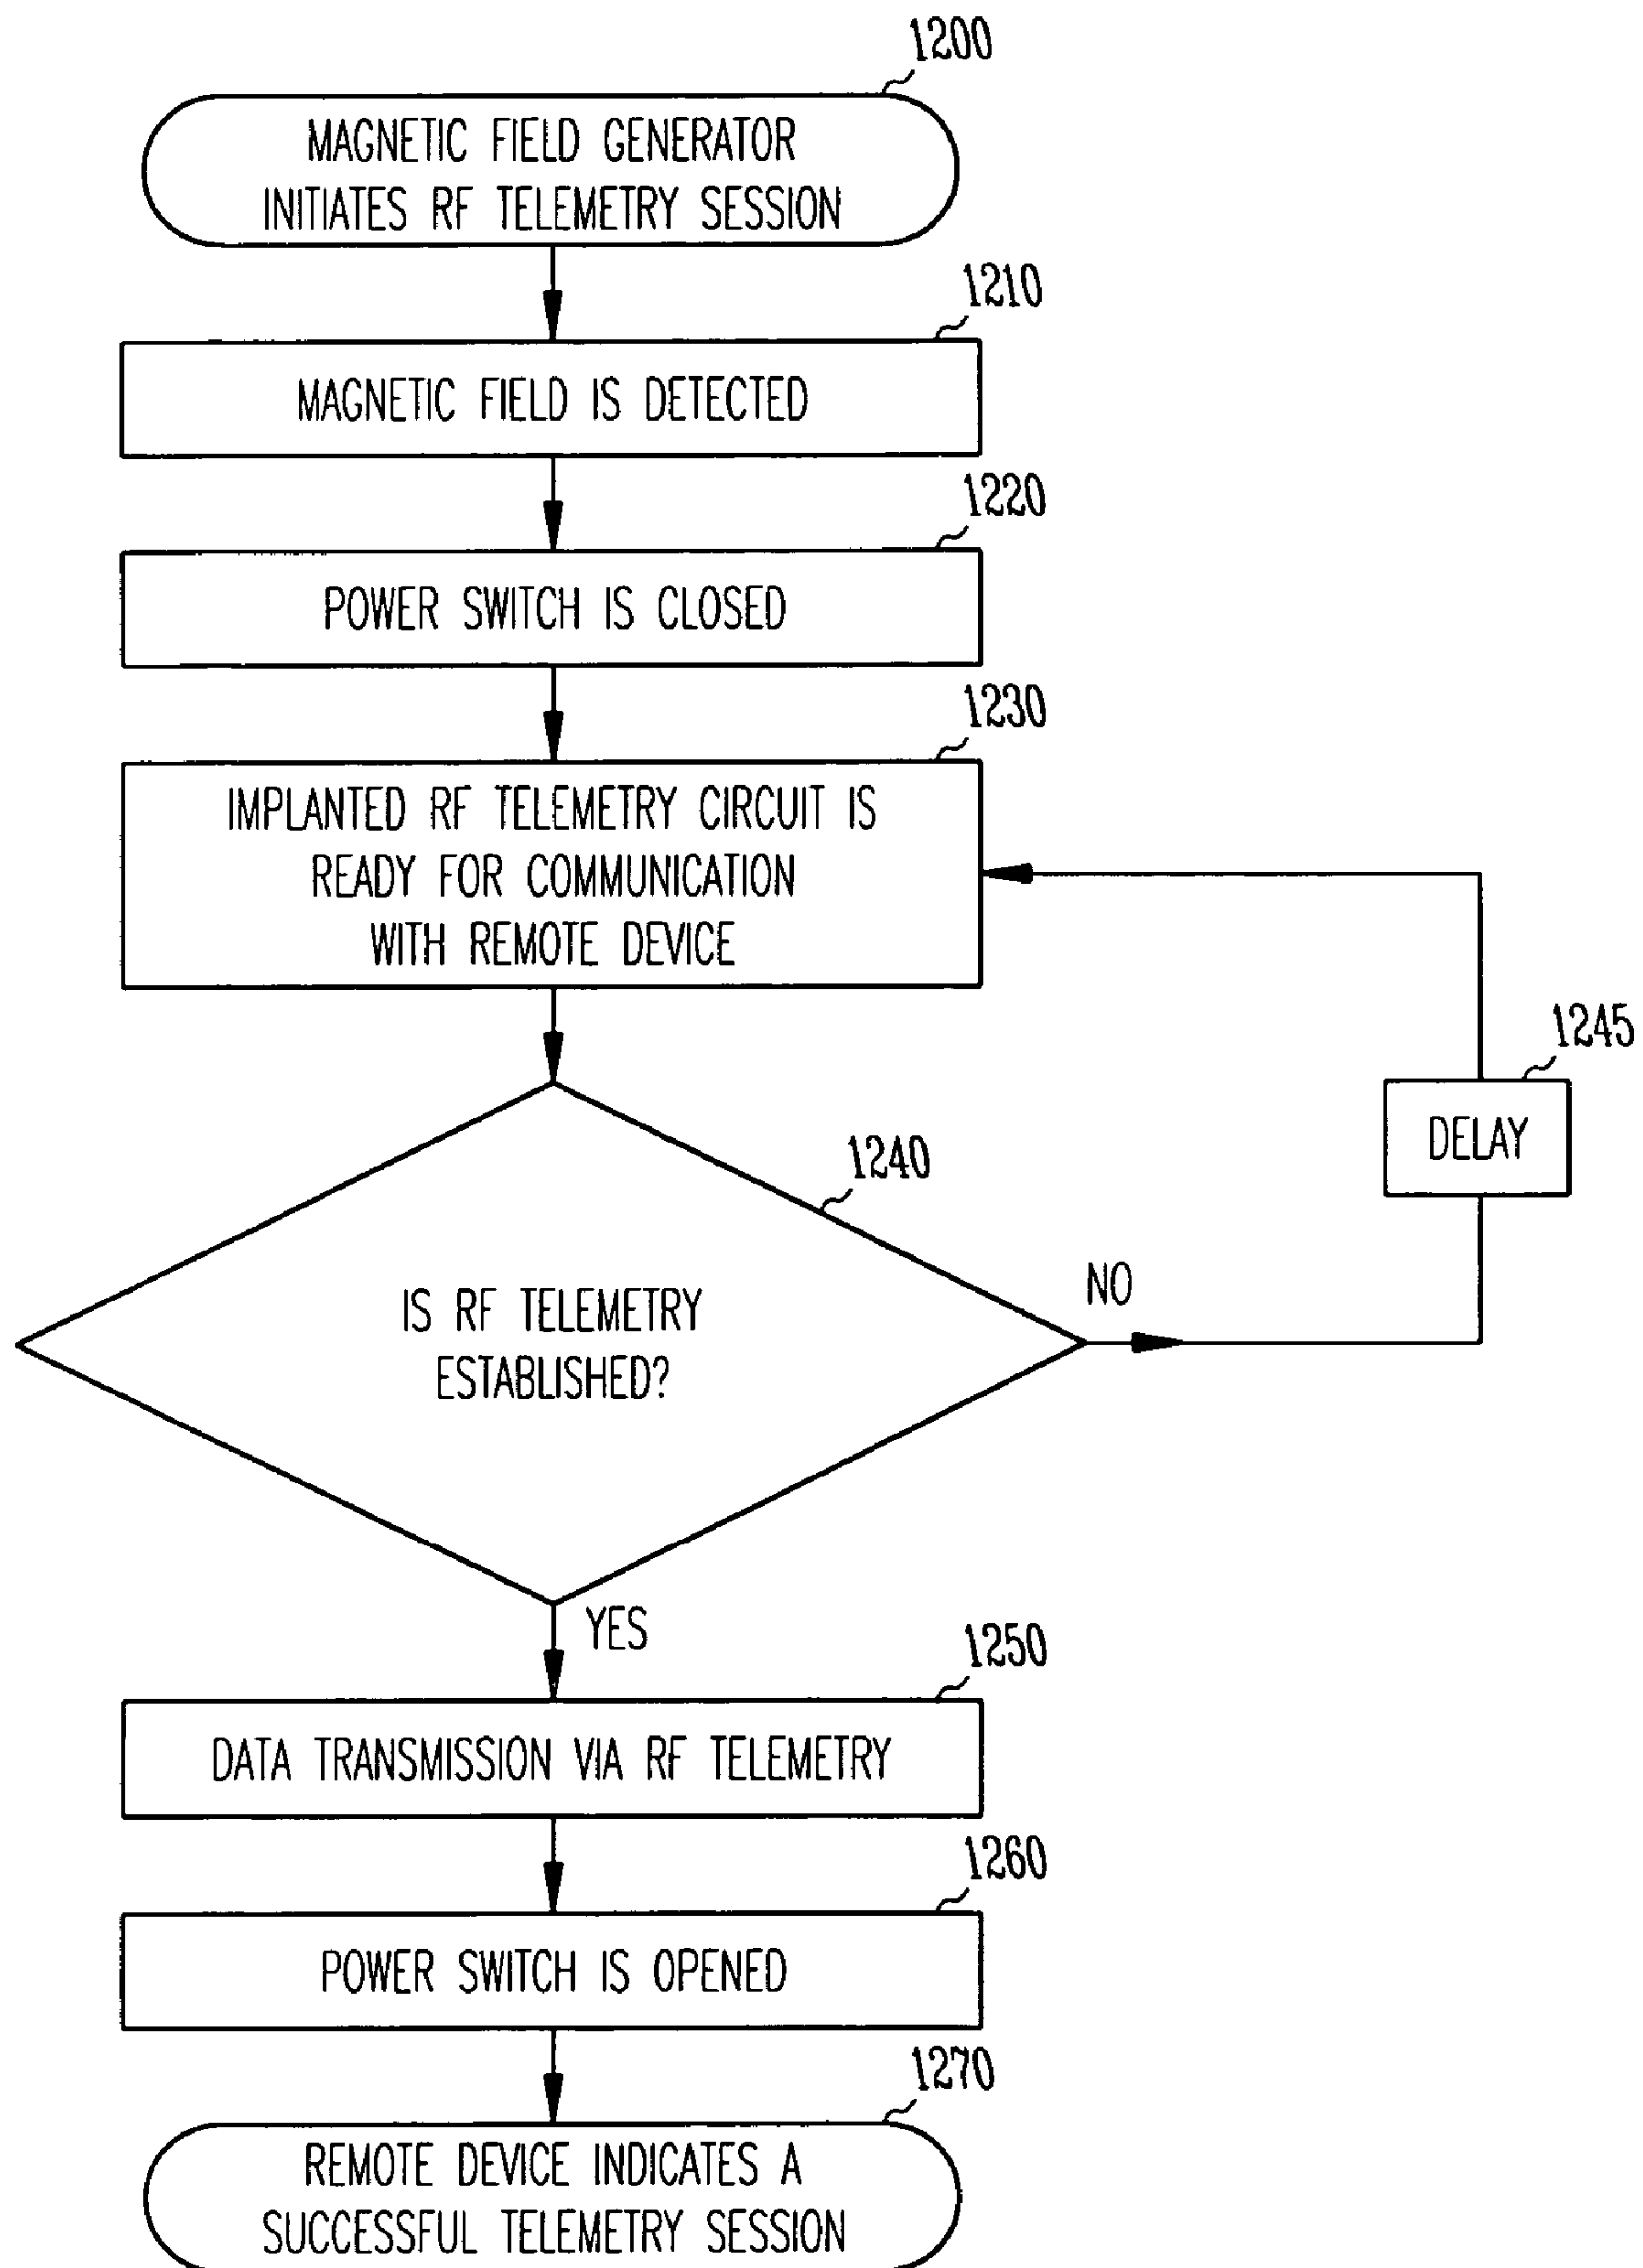 1200
MAGNETIC FIELD GENERATOR
INITIATES RF TELEMETRY SESSION
1210
MAGNETIC FIELD IS DETECTED
1220
POWER SWITCH IS CLOSED
1230
IMPLANTED RF TELEMETRY CIRCUIT IS
READY FOR COMMUNICATION
WITH REMOTE DEVICE
1245
DELAY
1240
IS RF TELEMETRY
ESTABLISHED?
NO
YES
1250
DATA TRANSMISSION VIA RF TELEMETRY
1260
POWER SWITCH IS OPENED
1270
REMOTE DEVICE INDICATES A
SUCCESSFUL TELEMETRY SESSION